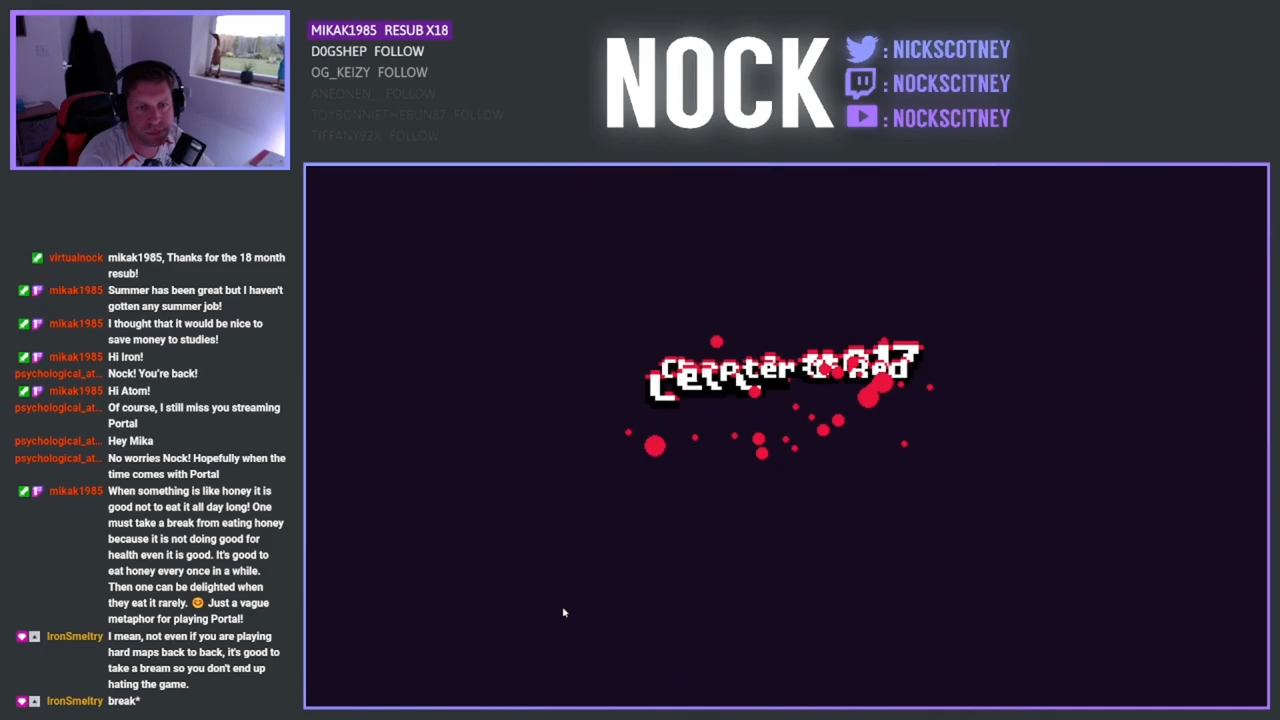 MIKAK1985 RESUB X18
D0GSHEP FOLLOW
OG_KEIZY FOLLOW
ANEONEN_ FOLLOW
TOYBONNIETHEBUN87 FOLLOW
TIFFANY92X FOLLOW
NOCK
: NICKSCOTNEY
: NOCKSCITNEY
: NOCKSCITNEY
virtualnock mikak1985, Thanks for the 18 month
resub!
mikak1985 Summer has been great but I haven't
gotten any summer job!
mikak1985 I thought that it would be nice to
save money to studies!
mikak1985 Hi Iron!
psychological_at... Nock! You're back!
mikak1985 Hi Atom!
psychological_at... Of course, I still miss you streaming
Portal
psychological_at... Hey Mika
psychological_at... No worries Nock! Hopefully when the
time comes with Portal
mikak1985 When something is like honey it is
good not to eat it all day long! One
must take a break from eating honey
because it is not doing good for
health even it is good. It's good to
eat honey every once in a while.
Then one can be delighted when
they eat it rarely. 😊 Just a vague
metaphor for playing Portal!
IronSmeltry I mean, not even if you are playing
hard maps back to back, it's good to
take a bream so you don't end up
hating the game.
IronSmeltry break*